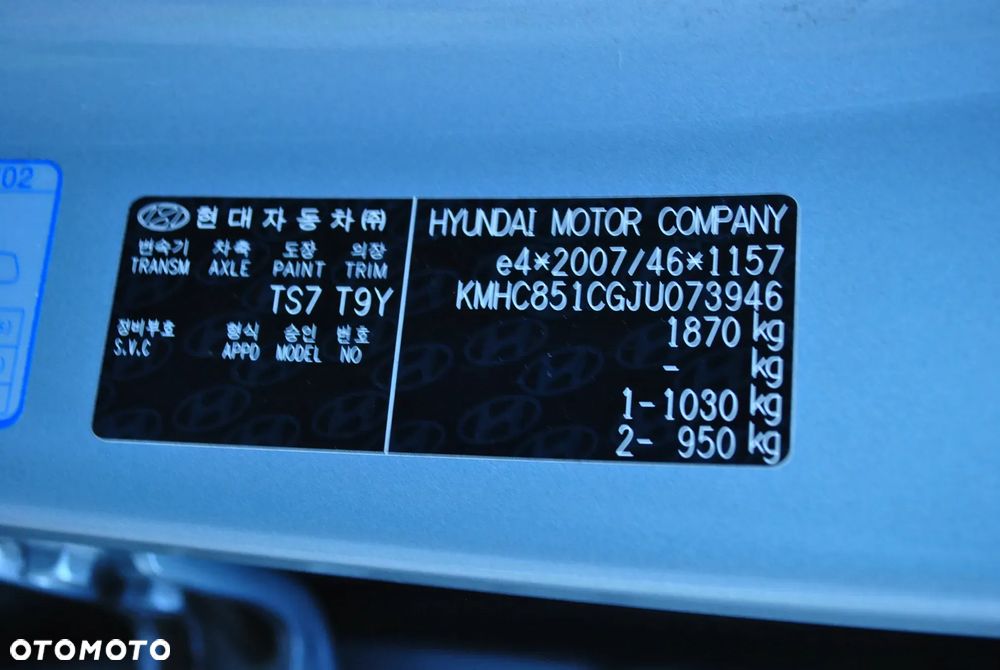 02
현대자동차㈜
변속기 차축 도장 의장
TRANSM AXLE PAINT TRIM
TS7 T9Y
장비부호 형식 승인 번호
S.V.C APPD MODEL NO
HYUNDAI MOTOR COMPANY
e4*2007/46*1157
KMHC851CGJU073946
1870 kg
- kg
1- 1030 kg
2- 950 kg
OTOMOTO